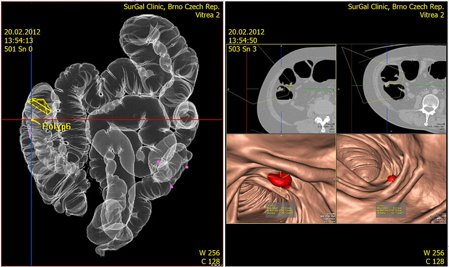 SurGal Clinic, Brno Czech Rep.
Vitrea 2
20.02.2012
13:54:13
501 Sn 0
Polyp6
W 256
C 128
SurGal Clinic, Brno Czech Rep.
Vitrea 2
20.02.2012
13:54:50
503 Sn 3
W 256
C 128